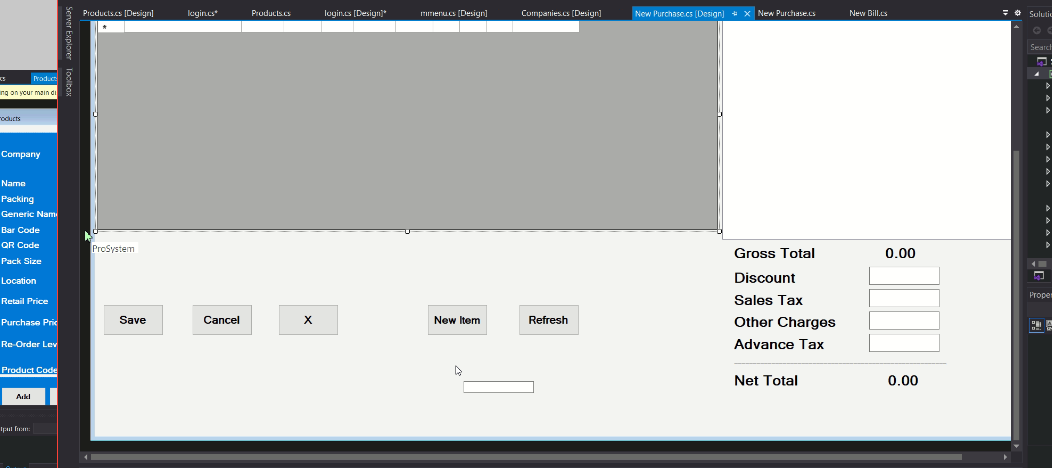 Products.cs [Design]
login.cs*
Products.cs
login.cs [Design]*
mmenu.cs [Design]
Companies.cs [Design]
New Purchase.cs [Design]
New Purchase.cs
New Bill.cs
Server Explorer
Toolbox
Solutio
Search
cs
Product
ng on your main di
roducts
Company
Name
Packing
Generic Nam
Bar Code
QR Code
Pack Size
Location
Retail Price
Purchase Pric
Re-Order Lev
Product Code
Add
tput from:
*
ProSystem
Save
Cancel
X
New Item
Refresh
Gross Total 0.00
Discount
Sales Tax
Other Charges
Advance Tax
Net Total 0.00
Proper